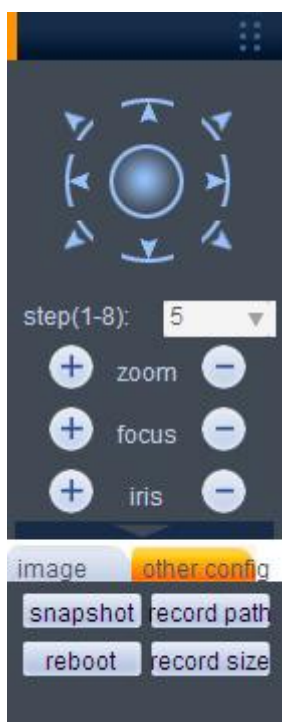 step(1-8): 5
zoom
focus
iris
image other config
snapshot record path
reboot record size